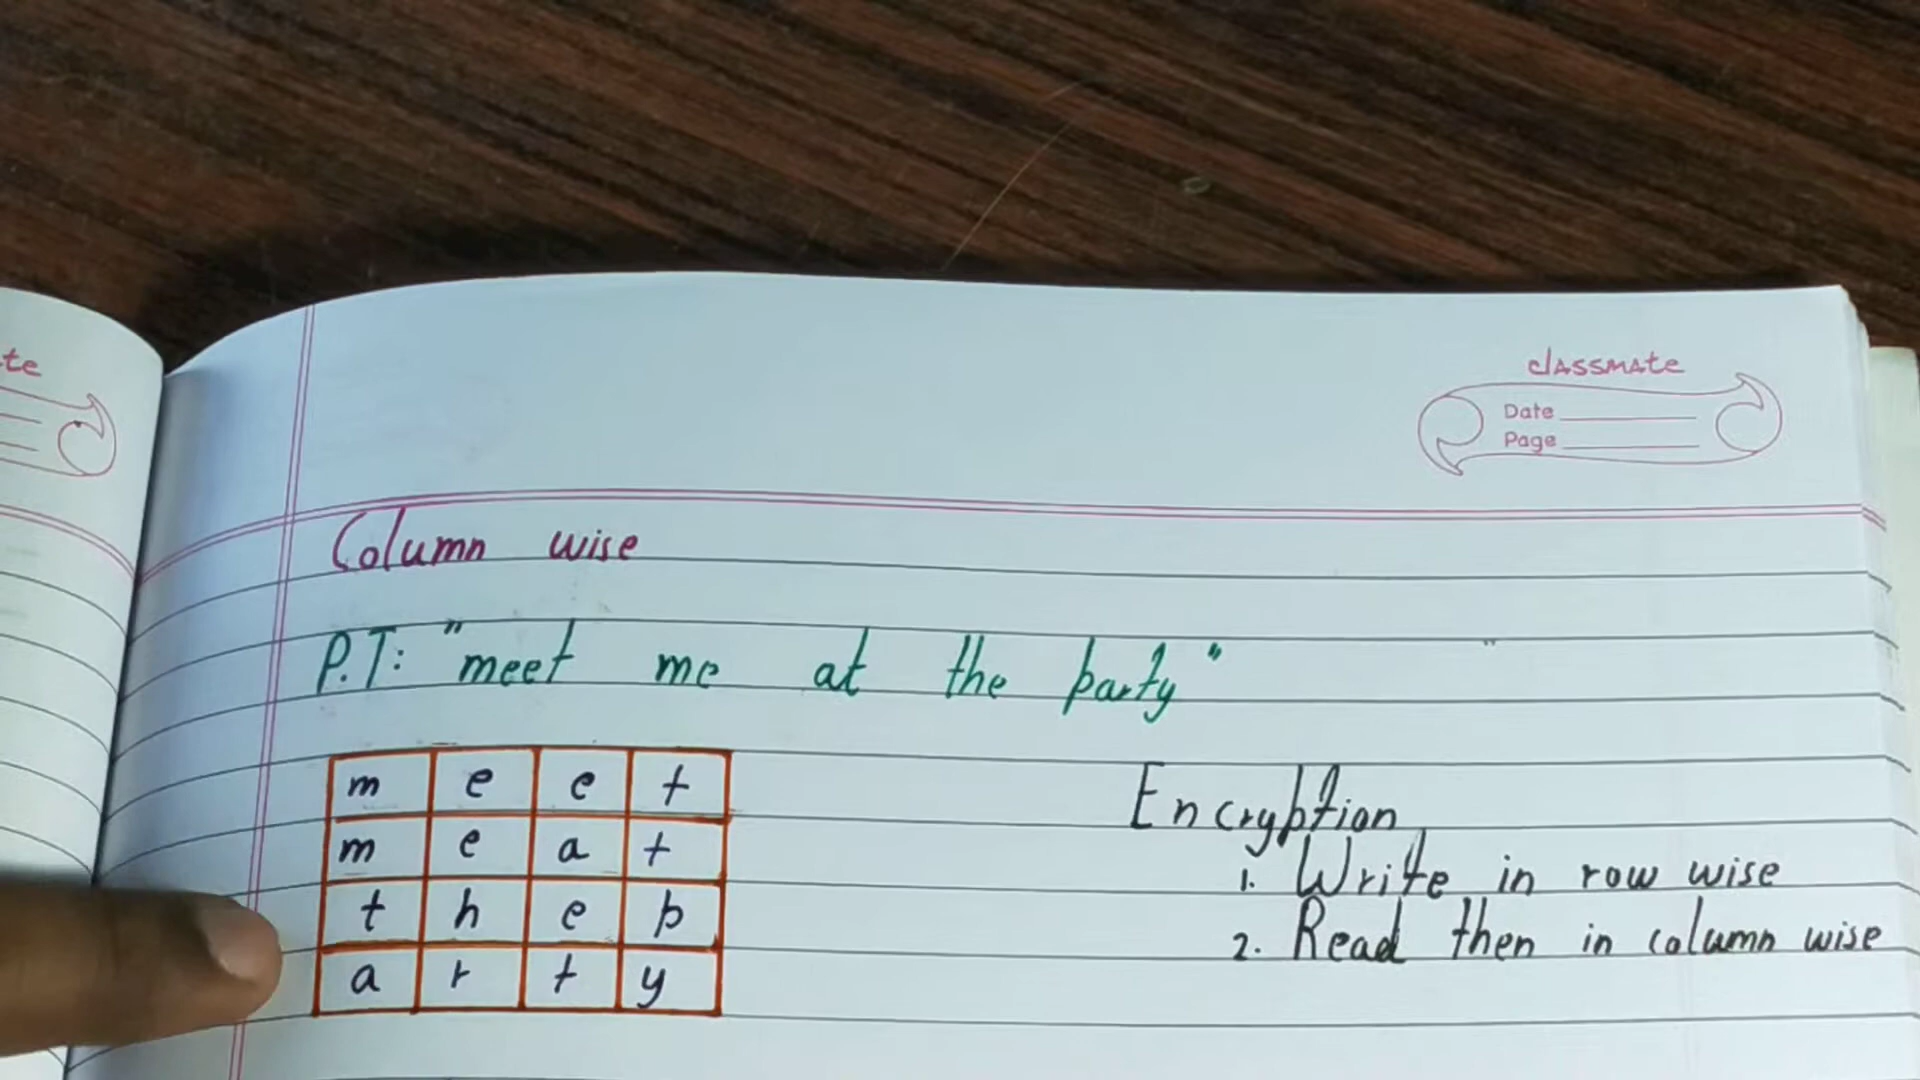 te
classmate
Date
Page
Column wise
P.T: "meet me at the party"
m e e t
m e a t
t h e p
a r t y
Encryption
1. Write in row wise
2. Read then in column wise